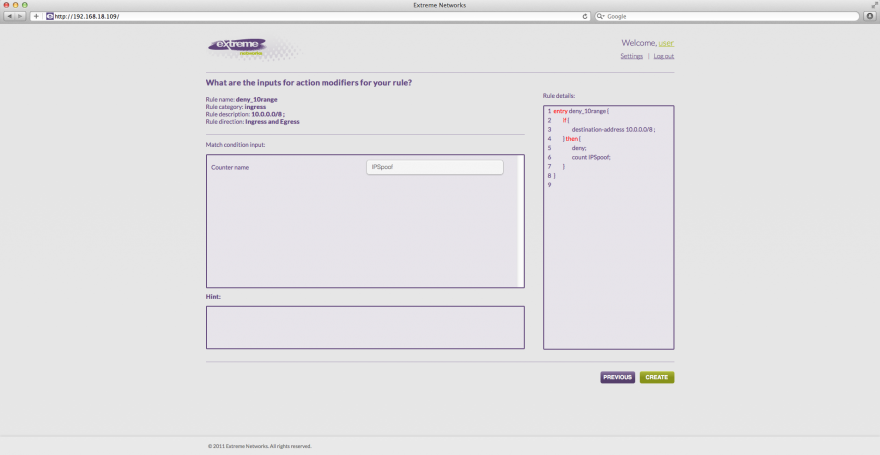 Extreme Networks
http://192.168.18.109/
Google
extreme
Welcome, user
Settings | Log out
What are the inputs for action modifiers for your rule?
Rule name: deny_10range
Rule category: ingress
Rule description: 10.0.0.0/8 ;
Rule direction: Ingress and Egress
Match condition input:
Counter name
IPSpoof
Hint:
Rule details:
1 entry deny_10range {
2 if {
3 destination-address 10.0.0.0/8 ;
4 } then {
5 deny;
6 count IPSpoof;
7 }
8 }
9
PREVIOUS
CREATE
© 2011 Extreme Networks. All rights reserved.